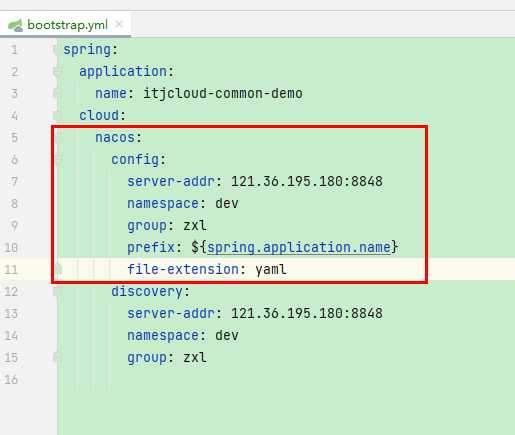 bootstrap.yml
1 spring:
2 application:
3 name: itjcloud-common-demo
4 cloud:
5 nacos:
6 config:
7 server-addr: 121.36.195.180:8848
8 namespace: dev
9 group: zxl
10 prefix: ${spring.application.name}
11 file-extension: yaml
12 discovery:
13 server-addr: 121.36.195.180:8848
14 namespace: dev
15 group: zxl
16